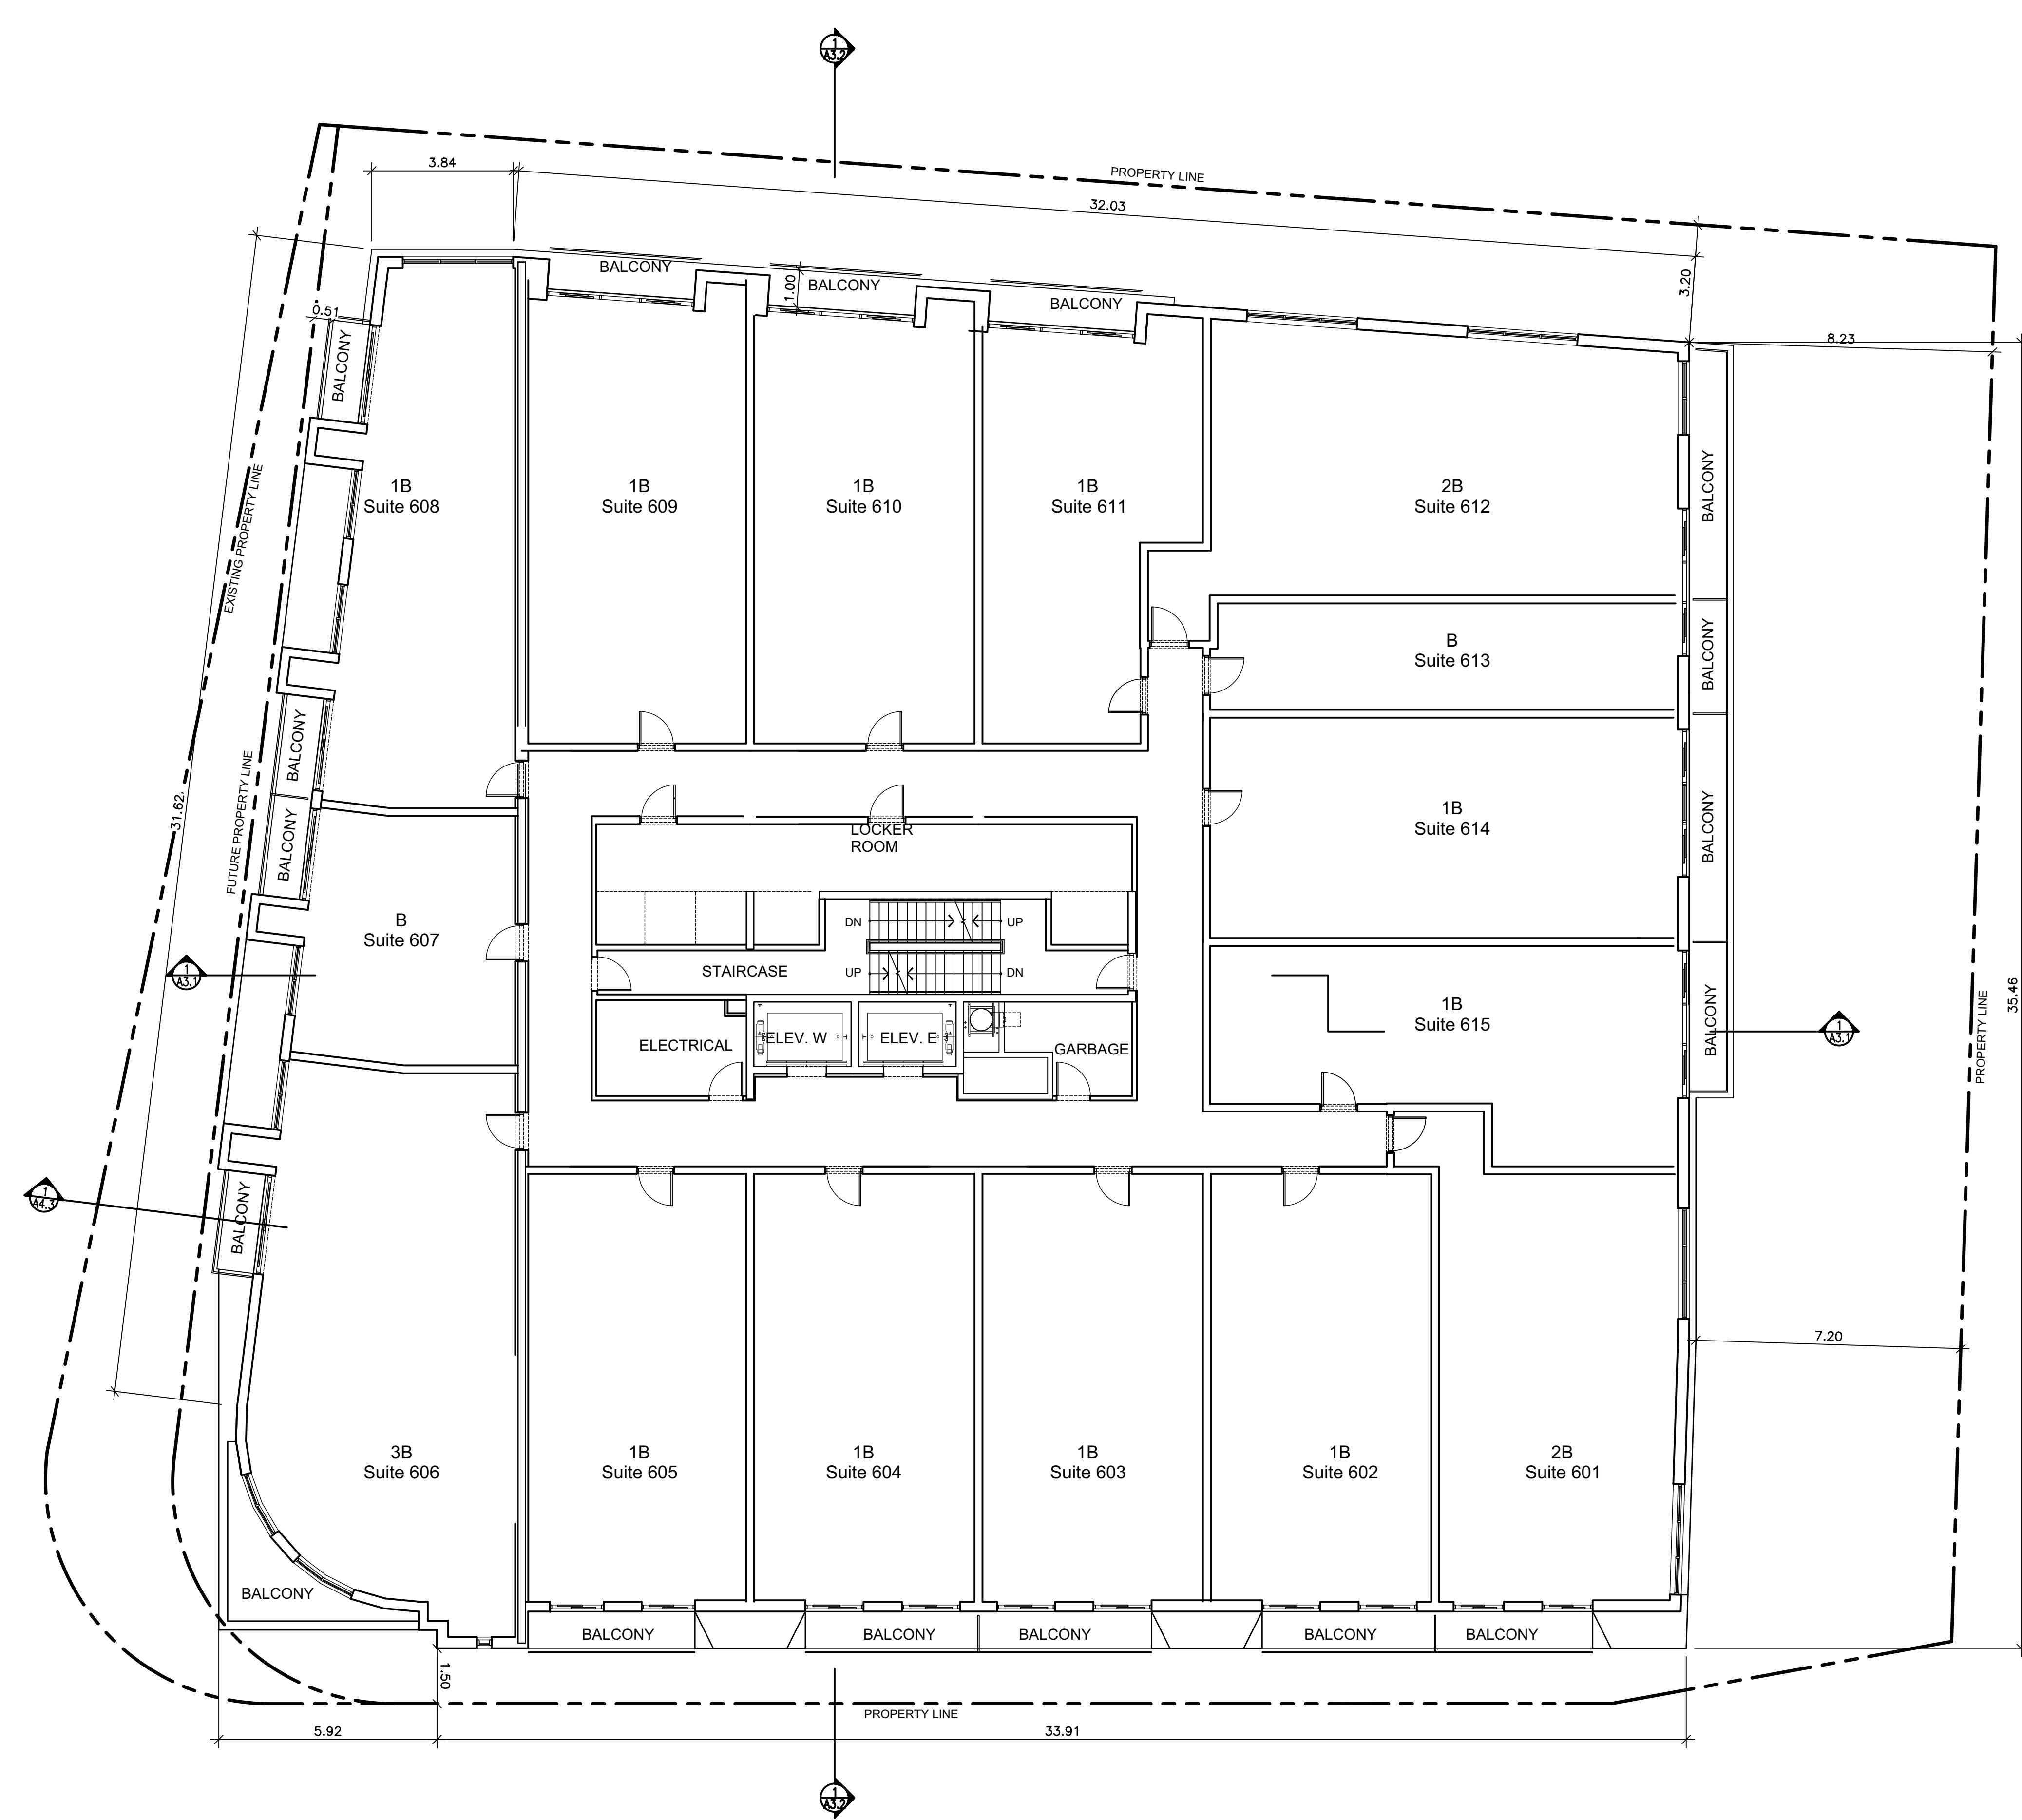 1
A3.2
3.84
PROPERTY LINE
32.03
BALCONY
BALCONY
BALCONY
1.00
3.20
0.51
8.23
BALCONY
EXISTING PROPERTY LINE
1B
Suite 608
1B
Suite 609
1B
Suite 610
1B
Suite 611
2B
Suite 612
BALCONY
B
Suite 613
BALCONY
BALCONY
31.62
FUTURE PROPERTY LINE
BALCONY
LOCKER
ROOM
1B
Suite 614
BALCONY
B
Suite 607
DN
UP
STAIRCASE
UP
DN
1
A3.1
1B
Suite 615
BALCONY
1
A3.1
PROPERTY LINE
35.46
ELECTRICAL
ELEV. W
ELEV. E
GARBAGE
1
A4.3
BALCONY
7.20
3B
Suite 606
1B
Suite 605
1B
Suite 604
1B
Suite 603
1B
Suite 602
2B
Suite 601
BALCONY
BALCONY
BALCONY
BALCONY
BALCONY
BALCONY
1.50
PROPERTY LINE
5.92
33.91
1
A3.2